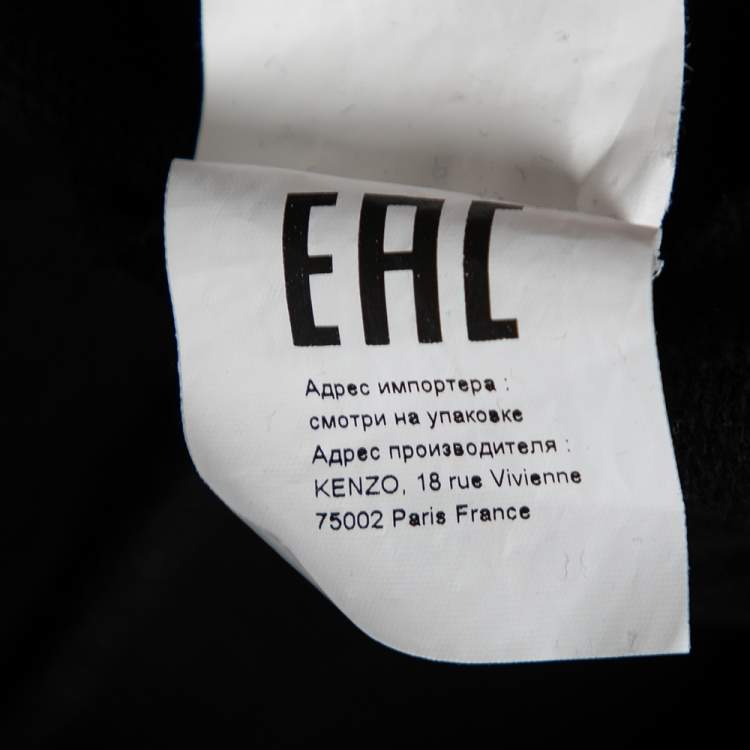 EAC
Адрес импортера :
смотри на упаковке
Адрес производителя :
KENZO, 18 rue Vivienne
75002 Paris France